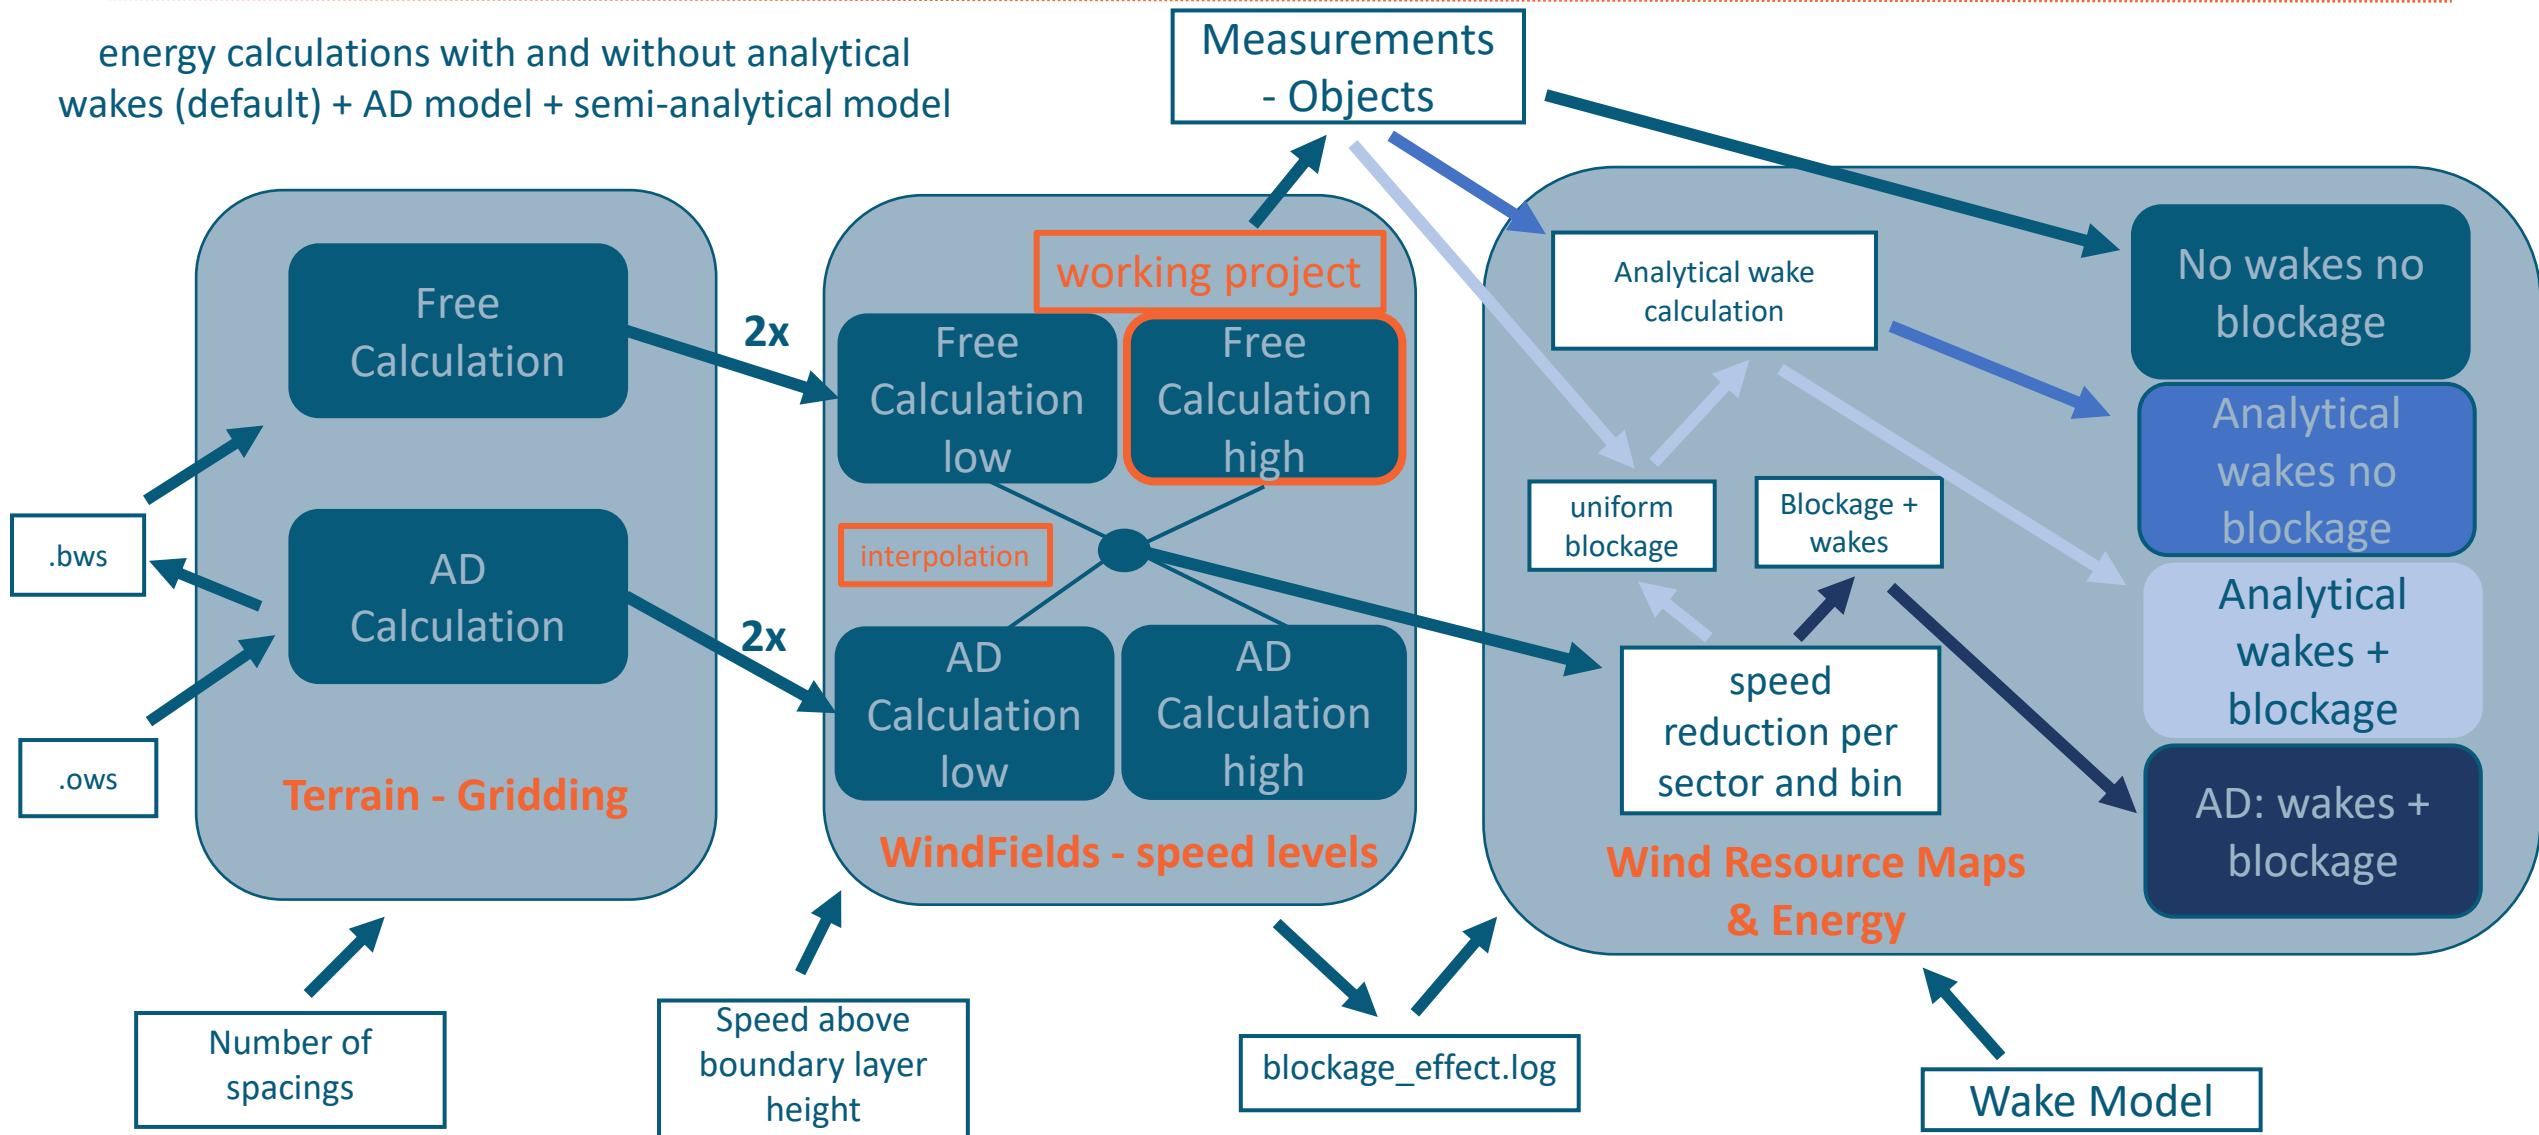 energy calculations with and without analytical
wakes (default) + AD model + semi-analytical model
Measurements
- Objects
Free
Calculation
AD
Calculation
.bws
.ows
Terrain - Gridding
Number of
spacings
2x
2x
working project
Free
Calculation
low
Free
Calculation
high
interpolation
AD
Calculation
low
AD
Calculation
high
WindFields - speed levels
Speed above
boundary layer
height
blockage_effect.log
Analytical wake
calculation
uniform
blockage
Blockage +
wakes
speed
reduction per
sector and bin
Wind Resource Maps
& Energy
No wakes no
blockage
Analytical
wakes no
blockage
Analytical
wakes +
blockage
AD: wakes +
blockage
Wake Model